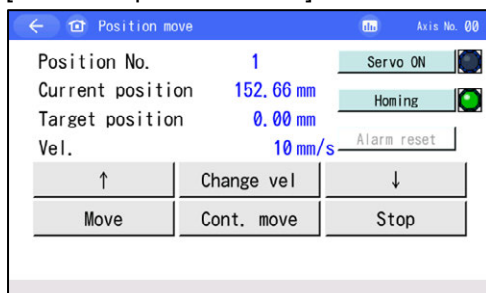 Position move
Axis No. 00
Position No. 1
Servo ON
Current position 152.66 mm
Homing
Target position 0.00 mm
Vel. 10 mm/s
Alarm reset
↑ Change vel ↓
Move Cont. move Stop